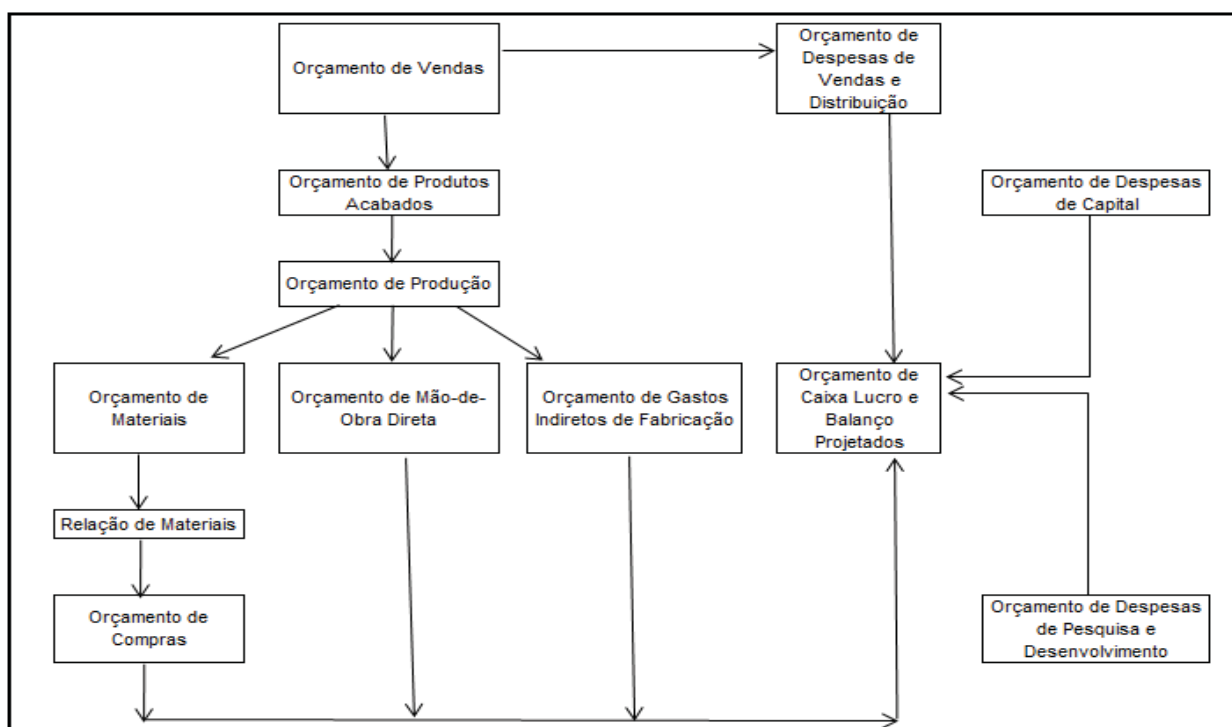 Orçamento de Vendas
Orçamento de
Despesas de
Vendas e
Distribuição
Orçamento de Produtos
Acabados
Orçamento de Despesas
de Capital
Orçamento de Produção
Orçamento de
Materiais
Orçamento de Mão-de-
Obra Direta
Orçamento de Gastos
Indiretos de Fabricação
Orçamento de
Caixa Lucro e
Balanço
Projetados
Relação de Materiais
Orçamento de
Compras
Orçamento de Despesas
de Pesquisa e
Desenvolvimento